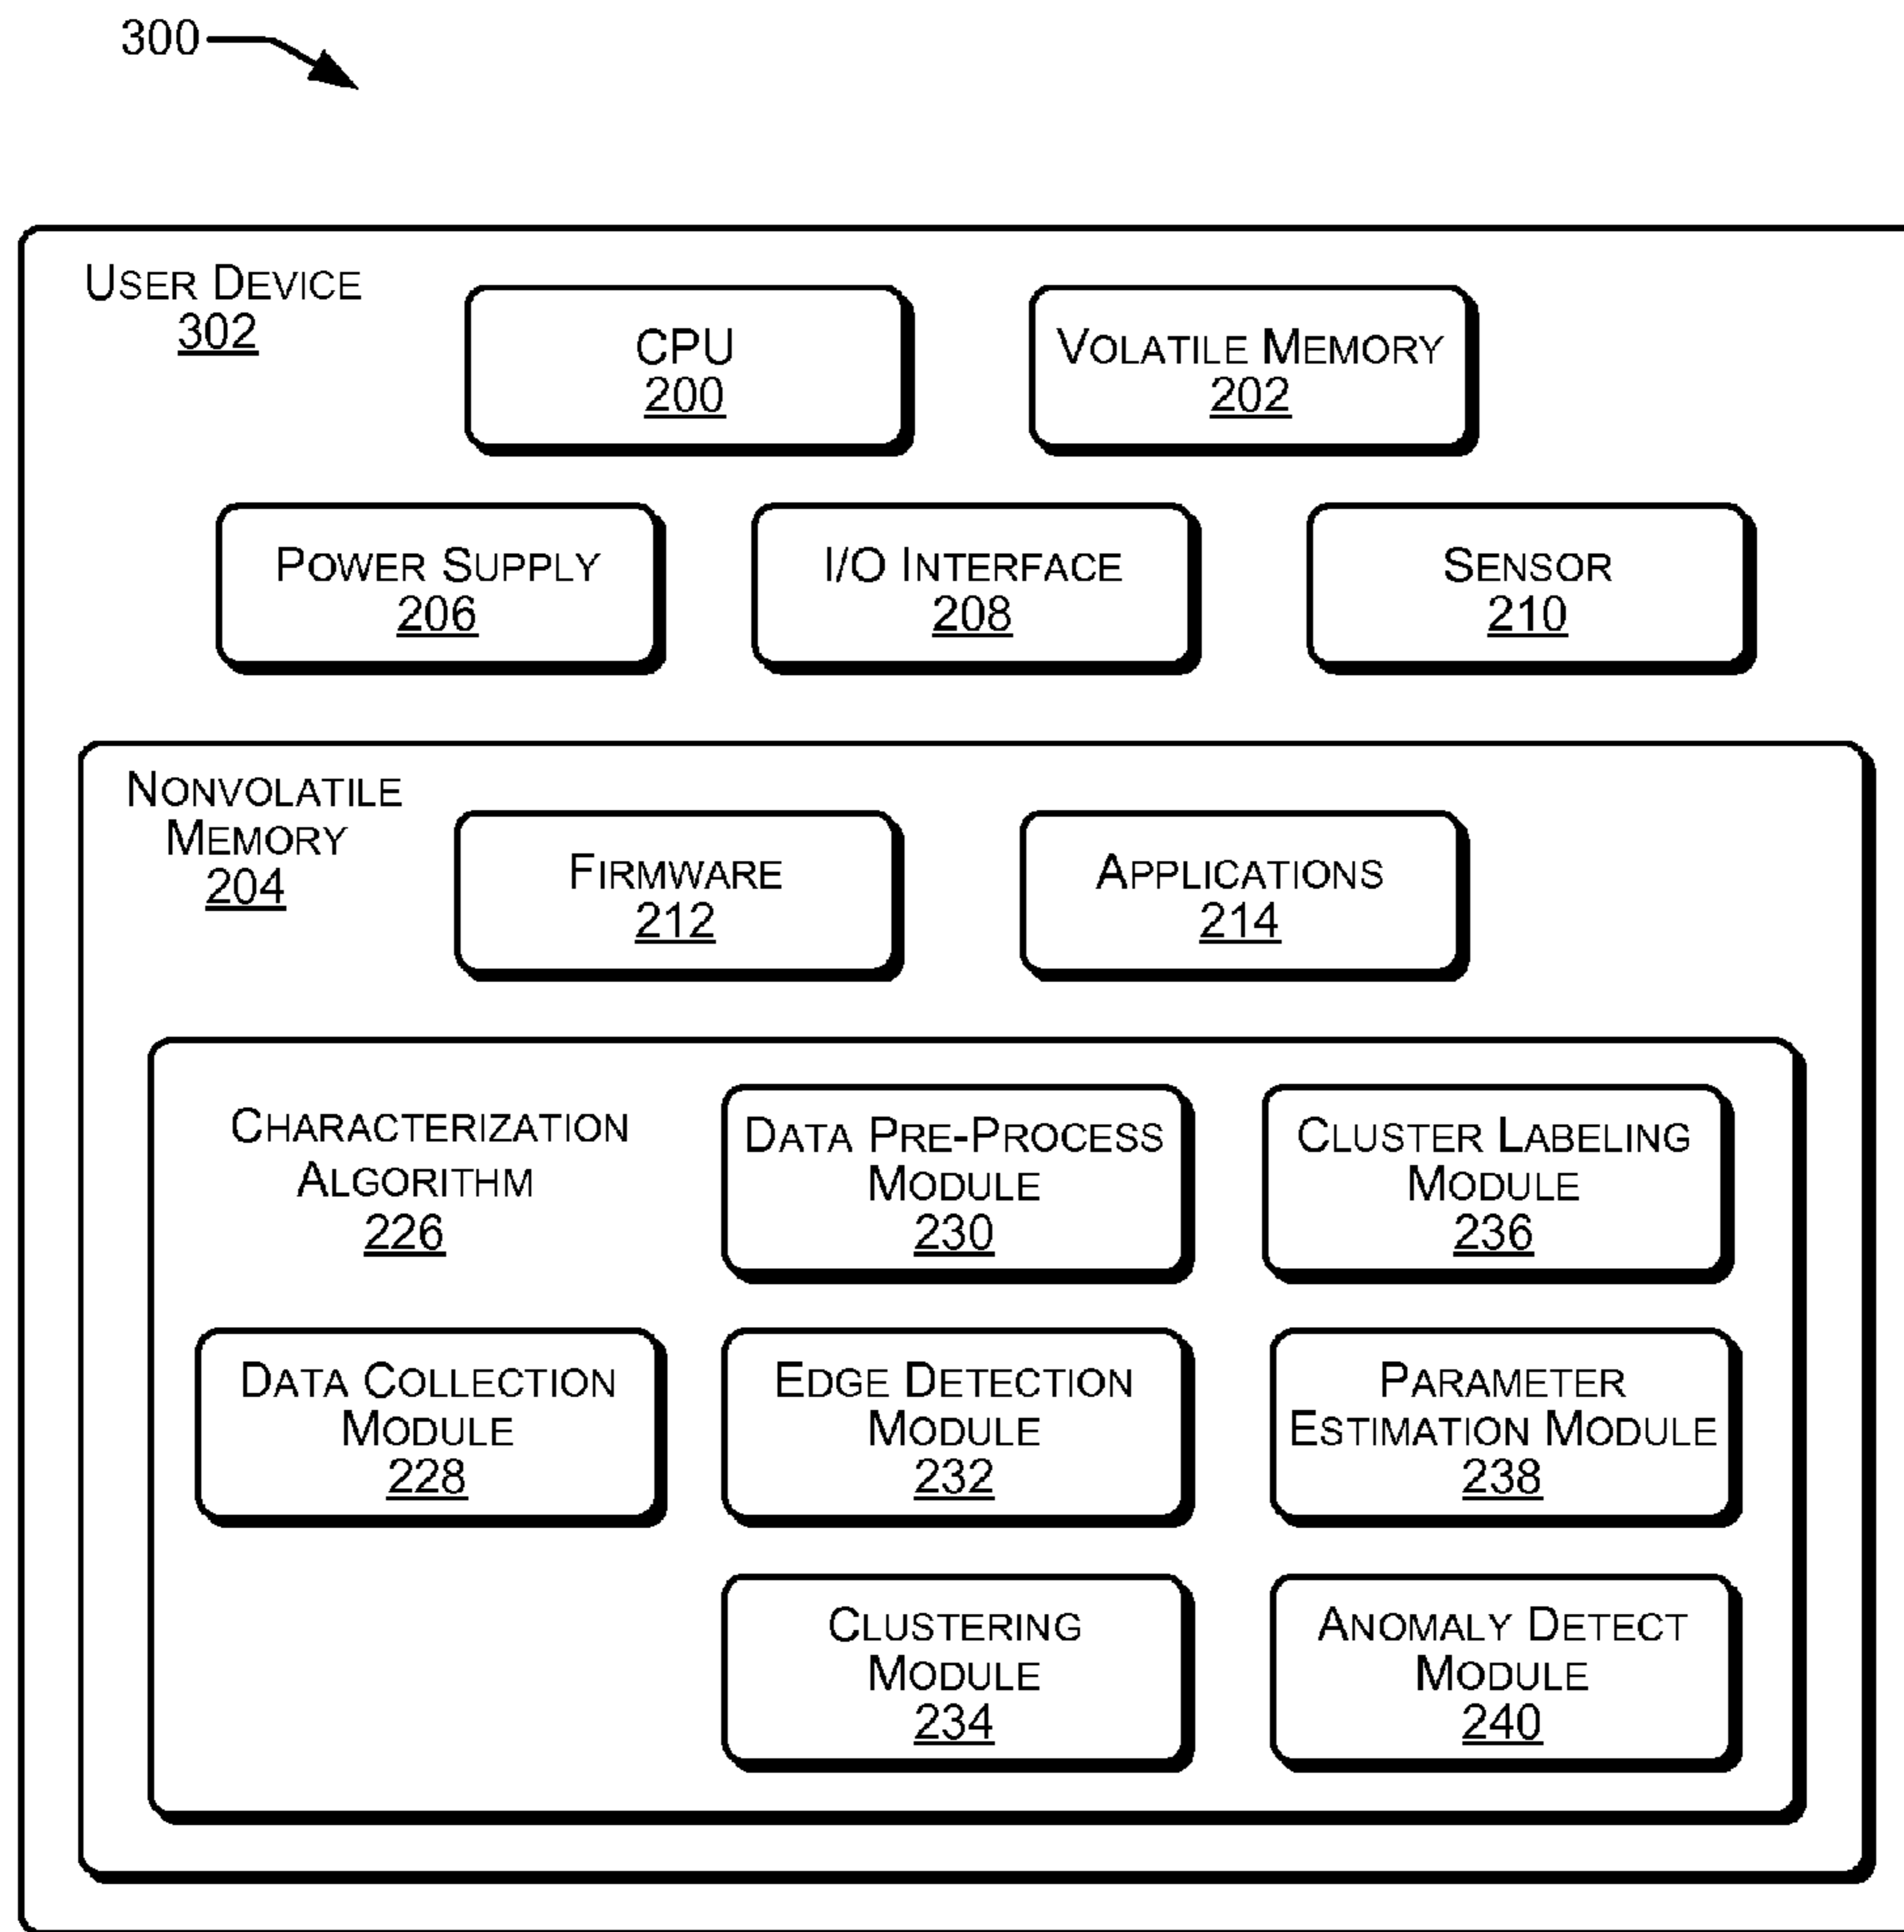 300
USER DEVICE
302
CPU
200
VOLATILE MEMORY
202
POWER SUPPLY
206
I/O INTERFACE
208
SENSOR
210
NONVOLATILE
MEMORY
204
FIRMWARE
212
APPLICATIONS
214
CHARACTERIZATION
ALGORITHM
226
DATA PRE-PROCESS
MODULE
230
CLUSTER LABELING
MODULE
236
DATA COLLECTION
MODULE
228
EDGE DETECTION
MODULE
232
PARAMETER
ESTIMATION MODULE
238
CLUSTERING
MODULE
234
ANOMALY DETECT
MODULE
240